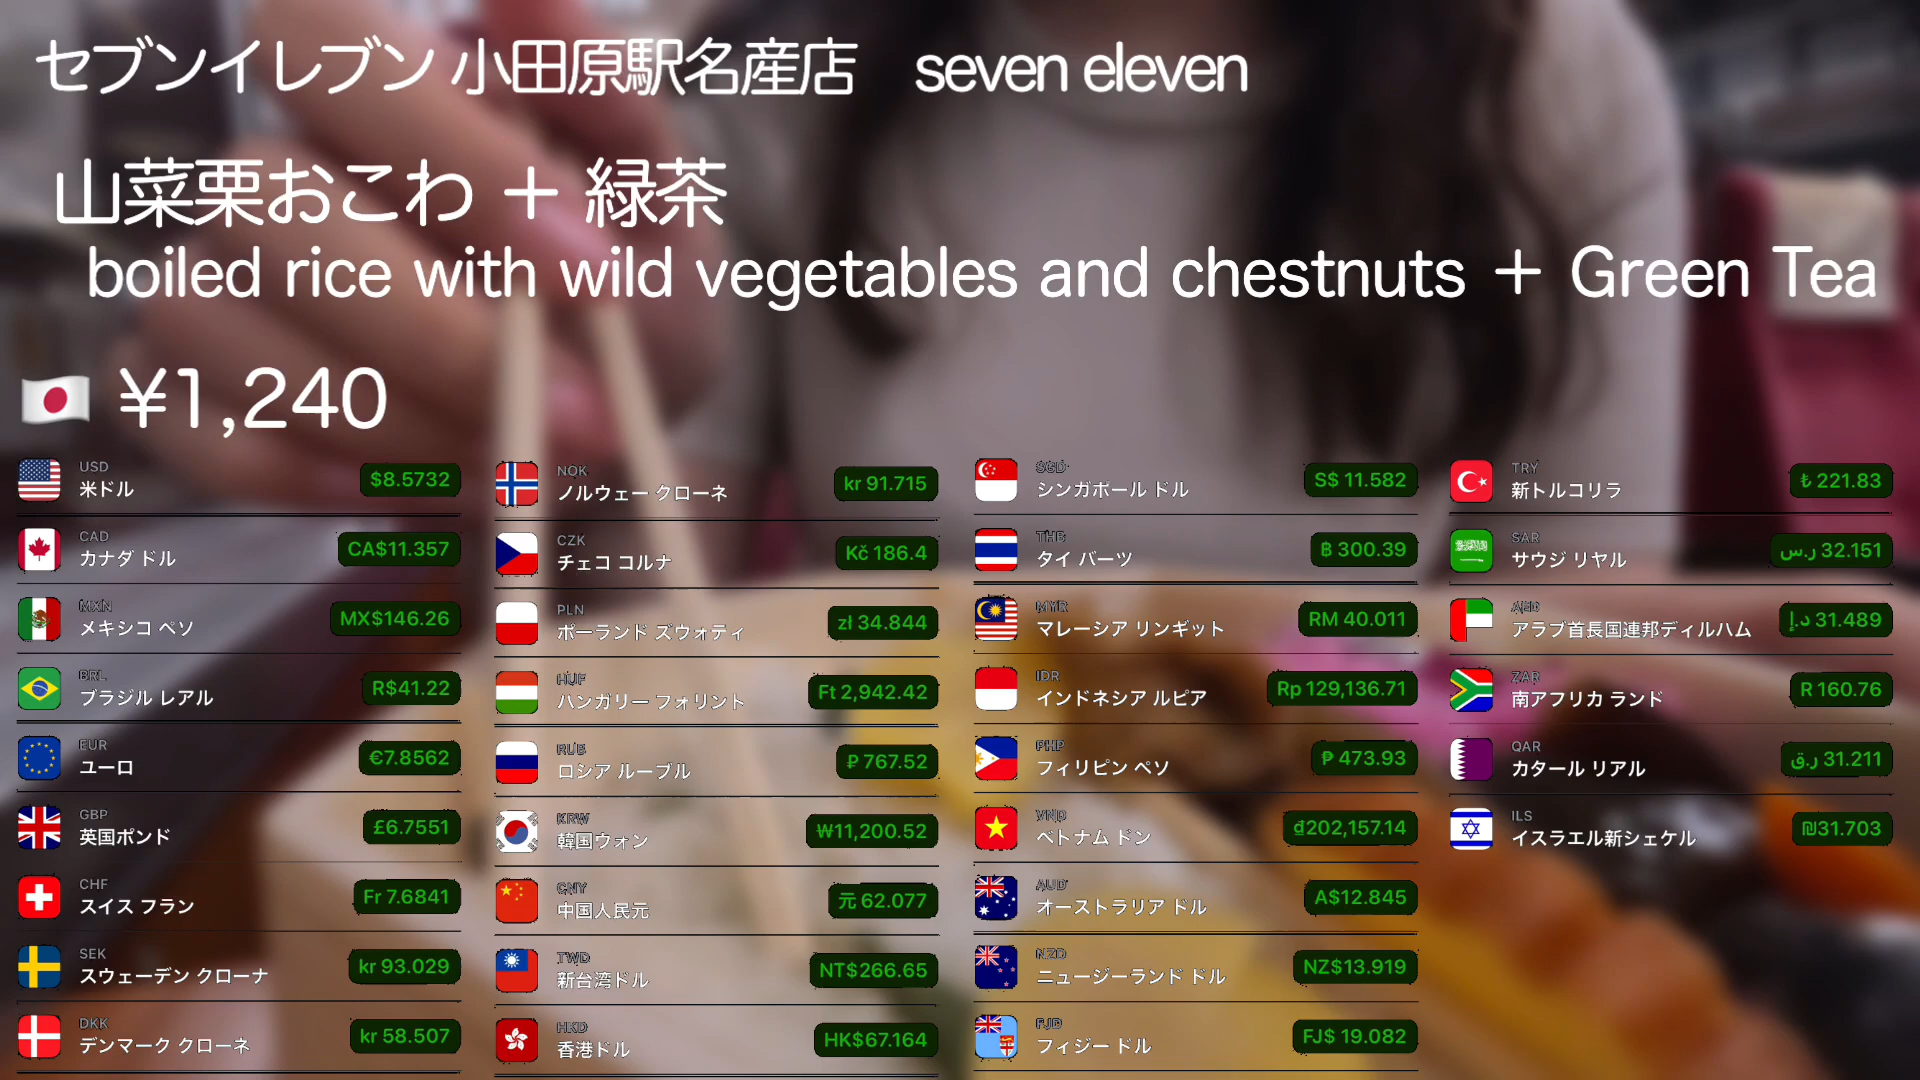 セブンイレブン 小田原駅名産店 seven eleven
山菜栗おこわ ＋ 緑茶
boiled rice with wild vegetables and chestnuts ＋ Green Tea
¥1,240
USD
米ドル
$8.5732
CAD
カナダ ドル
CA$11.357
MXN
メキシコ ペソ
MX$146.26
BRL
ブラジル レアル
R$41.22
EUR
ユーロ
€7.8562
GBP
英国ポンド
£6.7551
CHF
スイス フラン
Fr 7.6841
SEK
スウェーデン クローナ
kr 93.029
DKK
デンマーク クローネ
kr 58.507
NOK
ノルウェー クローネ
kr 91.715
CZK
チェコ コルナ
Kč 186.4
PLN
ポーランド ズウォティ
zł 34.844
HUF
ハンガリー フォリント
Ft 2,942.42
RUB
ロシア ルーブル
₽ 767.52
KRW
韓国ウォン
₩11,200.52
CNY
中国人民元
元 62.077
TWD
新台湾ドル
NT$266.65
HKD
香港ドル
HK$67.164
SGD
シンガポール ドル
S$ 11.582
THB
タイ バーツ
฿ 300.39
MYR
マレーシア リンギット
RM 40.011
IDR
インドネシア ルピア
Rp 129,136.71
PHP
フィリピン ペソ
₱ 473.93
VND
ベトナム ドン
₫202,157.14
AUD
オーストラリア ドル
A$12.845
NZD
ニュージーランド ドル
NZ$13.919
FJD
フィジー ドル
FJ$ 19.082
TRY
新トルコリラ
₺ 221.83
SAR
サウジ リヤル
ر.س 32.151
AED
アラブ首長国連邦ディルハム
د.إ 31.489
ZAR
南アフリカ ランド
R 160.76
QAR
カタール リアル
ر.ق 31.211
ILS
イスラエル新シェケル
₪31.703